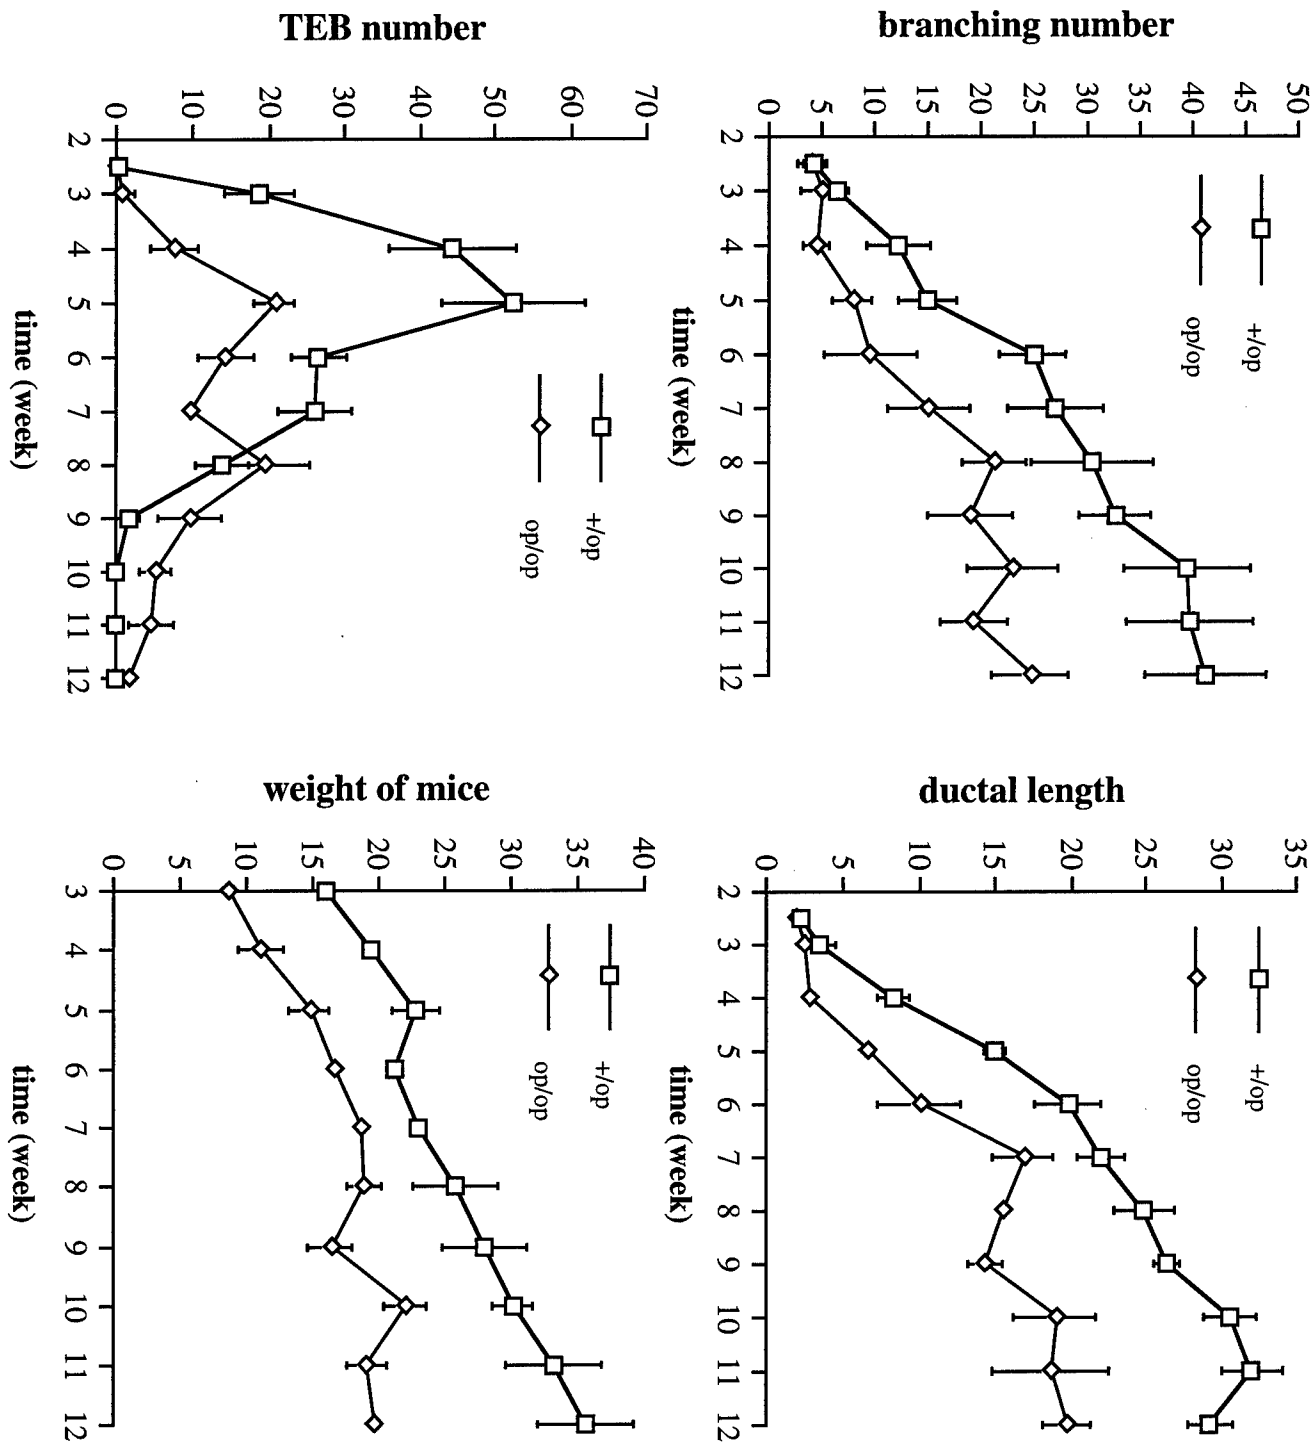 branching number
50
45
40
35
30
25
20
15
10
5
0
2 3 4 5 6 7 8 9 10 11 12
time (week)
+/op
op/op
ductal length
35
30
25
20
15
10
5
0
2 3 4 5 6 7 8 9 10 11 12
time (week)
+/op
op/op
TEB number
70
60
50
40
30
20
10
0
2 3 4 5 6 7 8 9 10 11 12
time (week)
+/op
op/op
weight of mice
40
35
30
25
20
15
10
5
0
3 4 5 6 7 8 9 10 11 12
time (week)
+/op
op/op